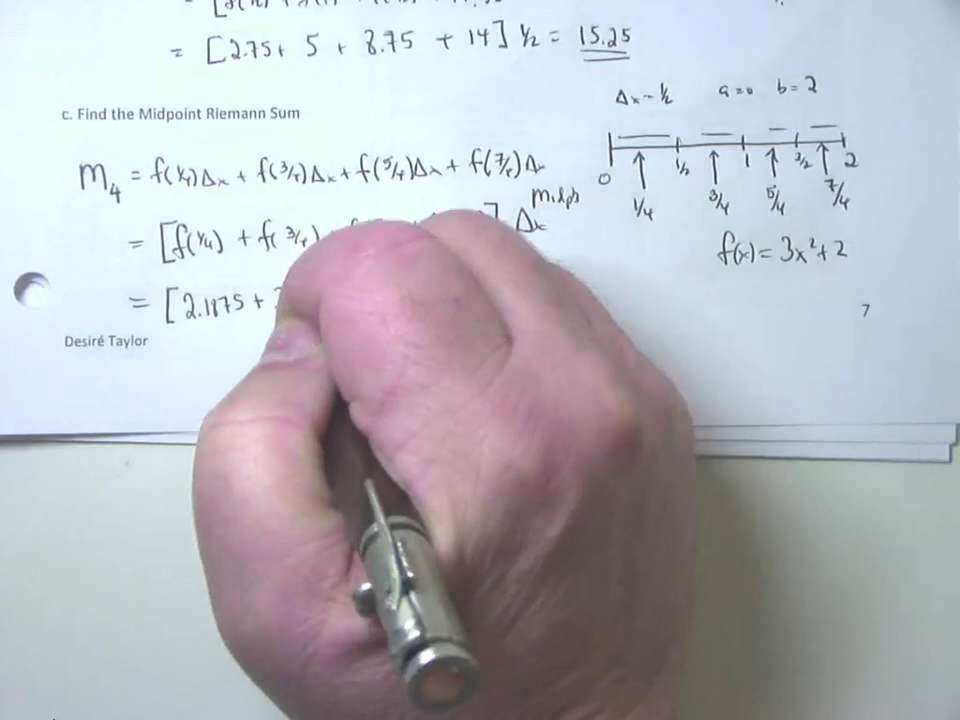 = [2.75 + 5 + 8.75 + 14] ½ = 15.25
Δx = ½ a=0 b=2
c. Find the Midpoint Riemann Sum
M4 = f(¼)Δx + f(3/4)Δx + f(5/4)Δx + f(7/4)Δx
0 ½ 1 3/2 2
¼ 3/4 5/4 7/4
= [f(¼) + f(3/4) ] Δx
f(x) = 3x²+2
= [2.1875 +
7
Desiré Taylor